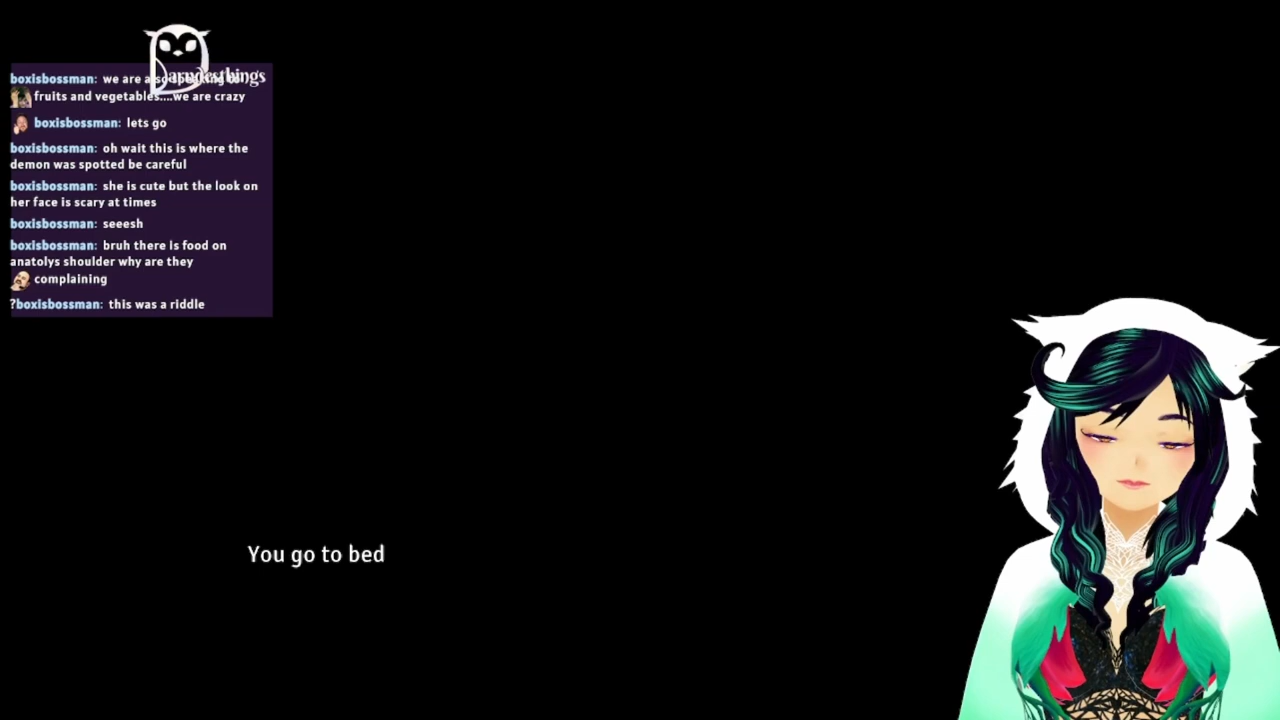 boxisbossman: we are also speaking to
fruits and vegetables....we are crazy
boxisbossman: lets go
boxisbossman: oh wait this is where the
demon was spotted be careful
boxisbossman: she is cute but the look on
her face is scary at times
boxisbossman: seeesh
boxisbossman: bruh there is food on
anatolys shoulder why are they
complaining
?boxisbossman: this was a riddle
You go to bed